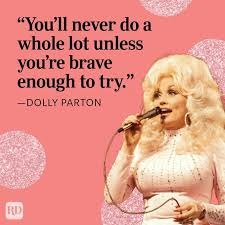 “You’ll never do a
whole lot unless
you’re brave
enough to try.”
—DOLLY PARTON
RD